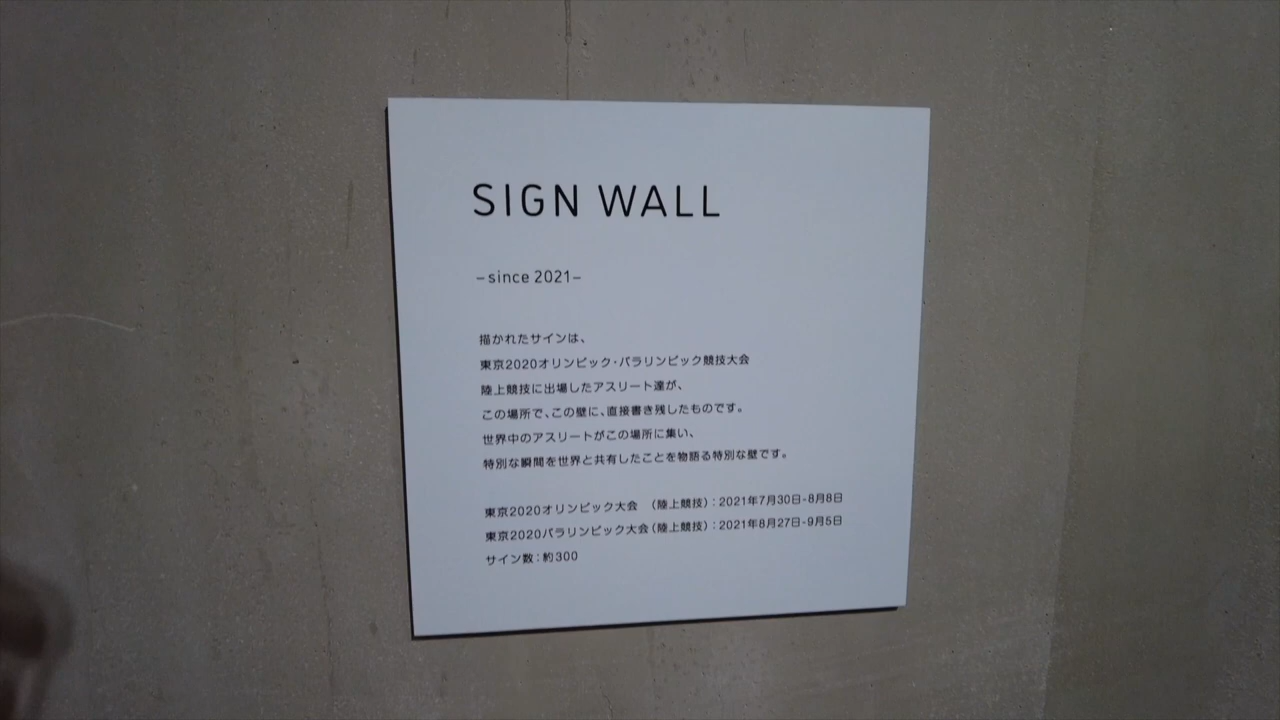 SIGN WALL
–since 2021–
描かれたサインは、
東京2020オリンピック・パラリンピック競技大会
陸上競技に出場したアスリート達が、
この場所で、この壁に、直接書き残したものです。
世界中のアスリートがこの場所に集い、
特別な瞬間を世界と共有したことを物語る特別な壁です。
東京2020オリンピック大会　（陸上競技）：2021年7月30日-8月8日
東京2020パラリンピック大会（陸上競技）：2021年8月27日-9月5日
サイン数：約300